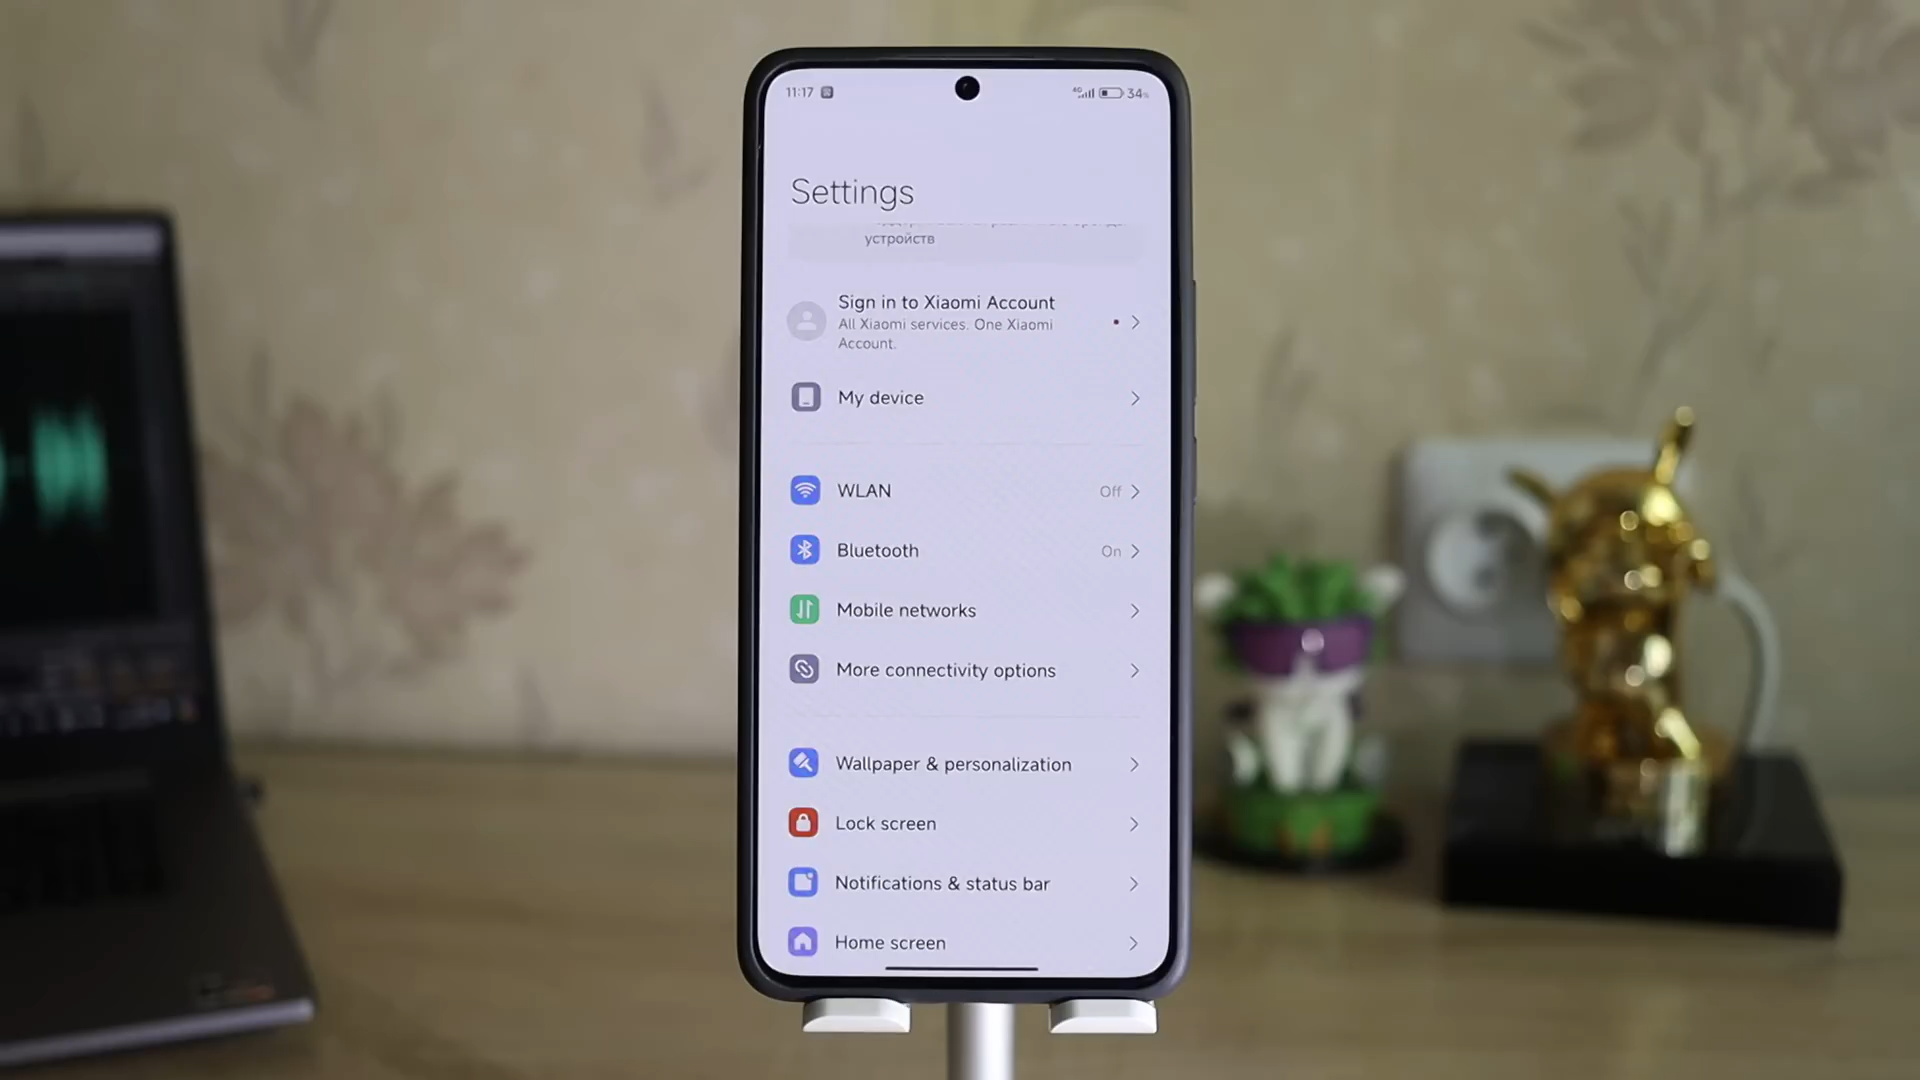 11:17
4G 34%
Settings
устройств
Sign in to Xiaomi Account
All Xiaomi services. One Xiaomi
Account.
My device
WLAN Off
Bluetooth On
Mobile networks
More connectivity options
Wallpaper & personalization
Lock screen
Notifications & status bar
Home screen